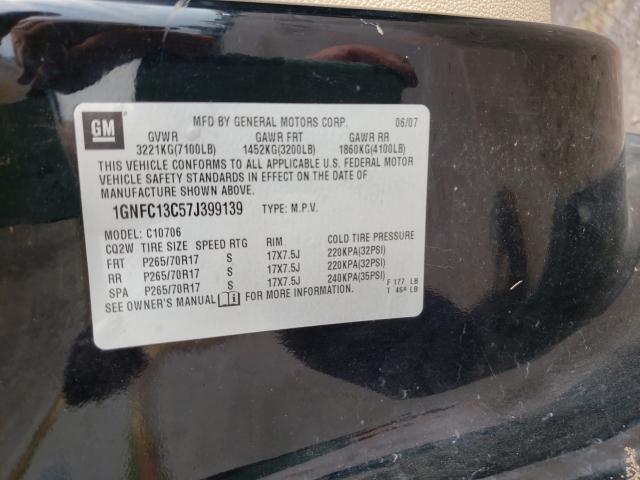 GM
MFD BY GENERAL MOTORS CORP. 06/07
GVWR GAWR FRT GAWR RR
3221KG(7100LB) 1452KG(3200LB) 1860KG(4100LB)
THIS VEHICLE CONFORMS TO ALL APPLICABLE U.S. FEDERAL MOTOR
VEHICLE SAFETY STANDARDS IN EFFECT ON THE DATE OF
MANUFACTURE SHOWN ABOVE.
1GNFC13C57J399139 TYPE: M.P.V.
MODEL: C10706
CQ2W TIRE SIZE SPEED RTG RIM COLD TIRE PRESSURE
FRT P265/70R17 S 17X7.5J 220KPA(32PSI)
RR P265/70R17 S 17X7.5J 220KPA(32PSI)
SPA P265/70R17 S 17X7.5J 240KPA(35PSI)
F 177 LB
SEE OWNER'S MANUAL FOR MORE INFORMATION. T 468 LB